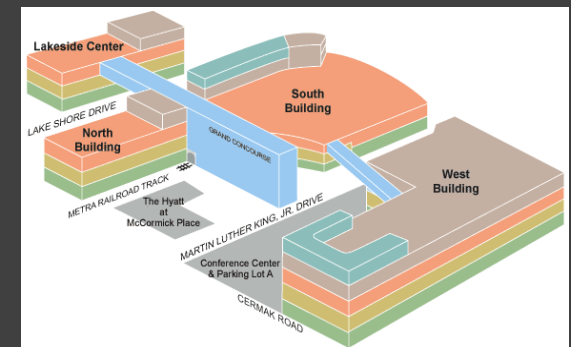 Lakeside Center
LAKE SHORE DRIVE
North
Building
METRA RAILROAD TRACK
GRAND CONCOURSE
South
Building
The Hyatt
at
McCormick Place
MARTIN LUTHER KING, JR. DRIVE
West
Building
Conference Center
& Parking Lot A
CERMAK ROAD